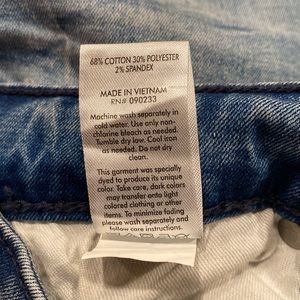 68% COTTON 30% POLYESTER
2% SPANDEX
MADE IN VIETNAM
RN# 090233
Machine wash separately in
cold water. Use only non-
chlorine bleach as needed.
Tumble dry low. Cool iron
as needed. Do not dry
clean.
This garment was specially
dyed to produce its unique
color. Take care, dark colors
may transfer onto light
colored clothing or other
items. To minimize fading
please wash separately and
follow care instructions.